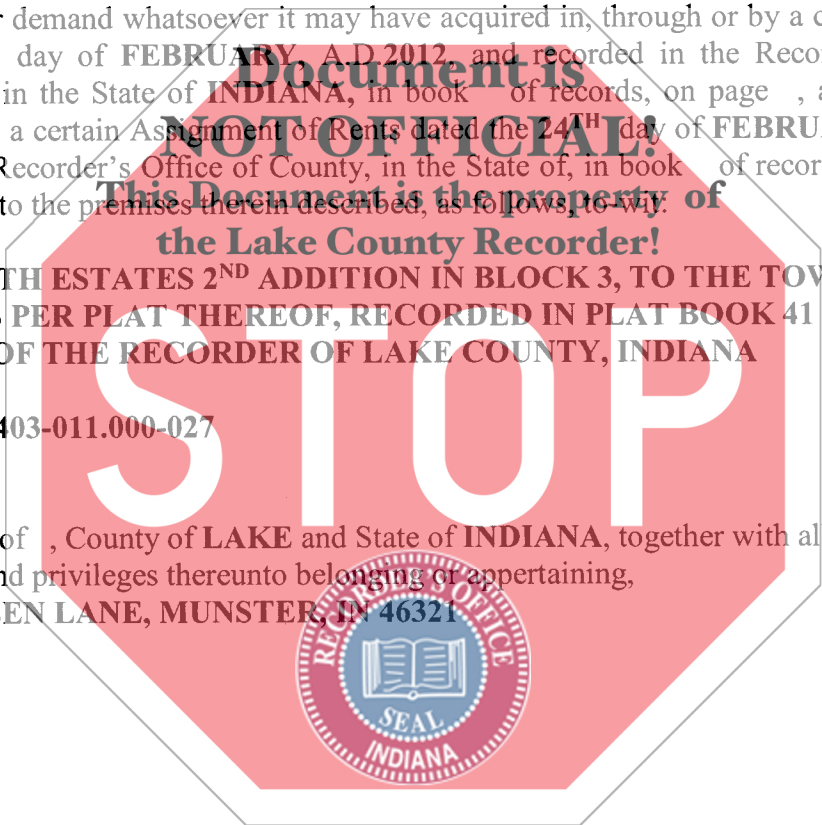 demand whatsoever it may have acquired in, through or by a c
day of FEBRUARY, A.D.2012, and recorded in the Reco
Document is
in the State of INDIANA, in book of records, on page , a
a certain Assignment of Rents dated the 24TH day of FEBRU
NOT OFFICIAL!
Recorder's Office of County, in the State of, in book of recor
This Document is the property of
to the premises therein described, as follows, to-wit:
the Lake County Recorder!
TH ESTATES 2ND ADDITION IN BLOCK 3, TO THE TOW
PER PLAT THEREOF, RECORDED IN PLAT BOOK 41
OF THE RECORDER OF LAKE COUNTY, INDIANA
STOP
403-011.000-027
of , County of LAKE and State of INDIANA, together with al
nd privileges thereunto belonging or appertaining,
EN LANE, MUNSTER, IN 46321
RECORDER'S OFFICE
SEAL
INDIANA